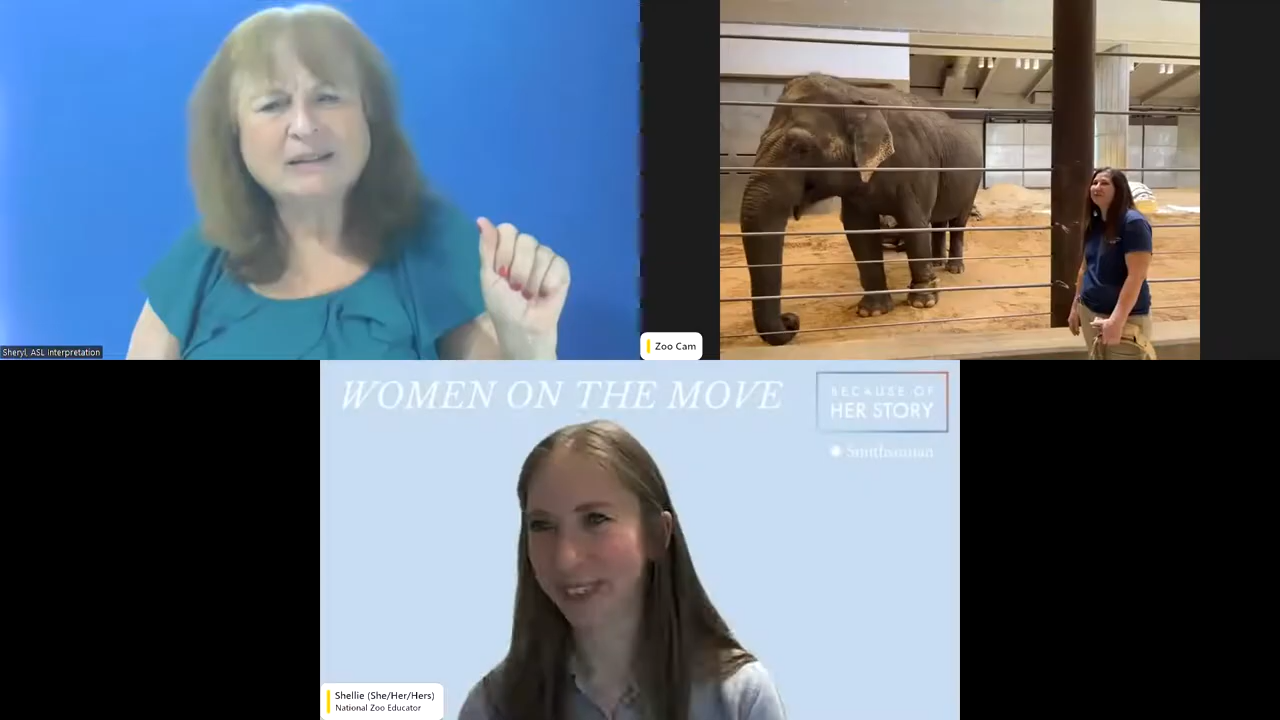 Sheryl, ASL Interpretation
Zoo Cam
WOMEN ON THE MOVE
BECAUSE OF
HER STORY
Smithsonian
Shellie (She/Her/Hers)
National Zoo Educator